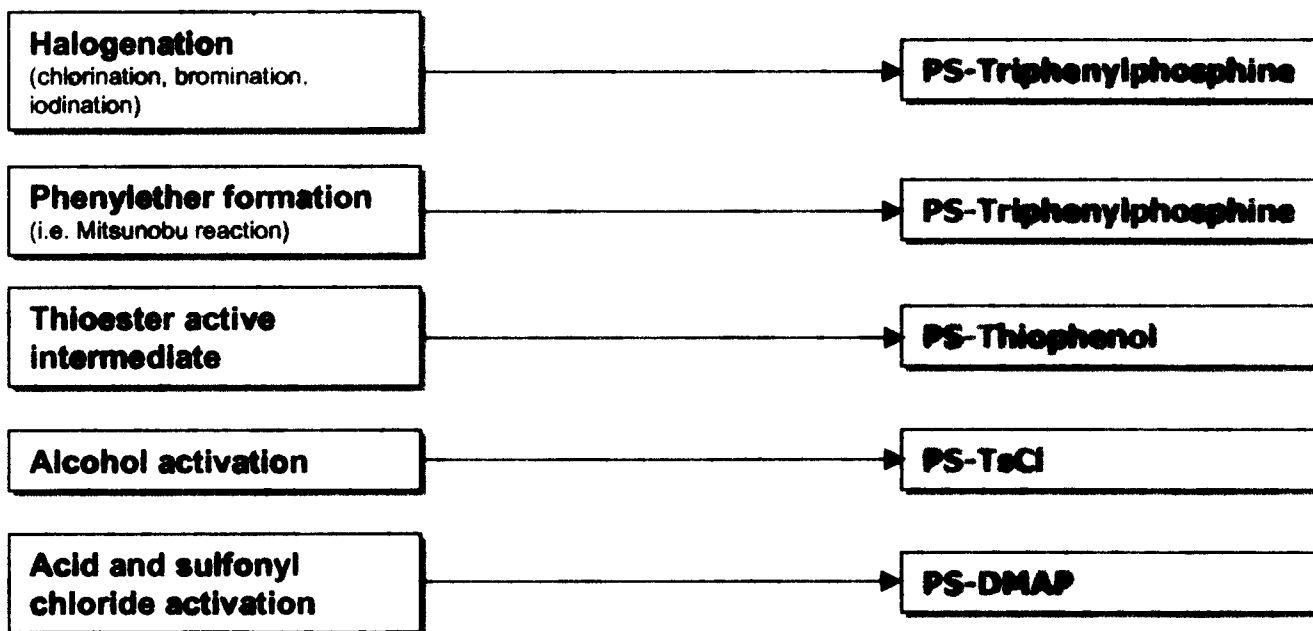 Halogenation
(chlorination, bromination.
iodination)
PS-Triphenylphosphine
Phenylether formation
(i.e. Mitsunobu reaction)
PS-Triphenylphosphine
Thioester active
intermediate
PS-Thiophenol
Alcohol activation
PS-TsCl
Acid and sulfonyl
chloride activation
PS-DMAP